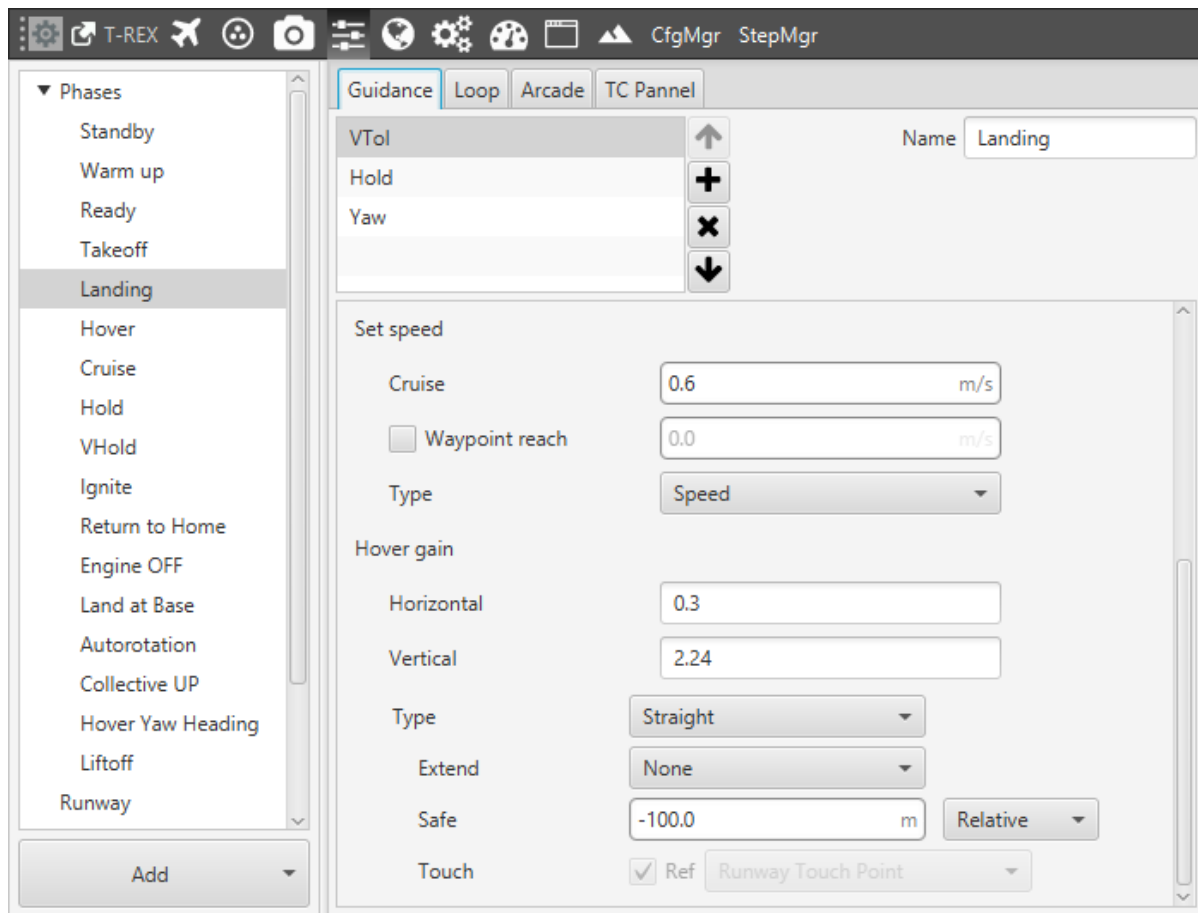 T-REX CfgMgr StepMgr
Phases
Standby
Warm up
Ready
Takeoff
Landing
Hover
Cruise
Hold
VHold
Ignite
Return to Home
Engine OFF
Land at Base
Autorotation
Collective UP
Hover Yaw Heading
Liftoff
Runway
Add
Guidance Loop Arcade TC Pannel
VTol
Hold
Yaw
Name Landing
Set speed
Cruise 0.6 m/s
Waypoint reach 0.0 m/s
Type Speed
Hover gain
Horizontal 0.3
Vertical 2.24
Type Straight
Extend None
Safe -100.0 m Relative
Touch Ref Runway Touch Point